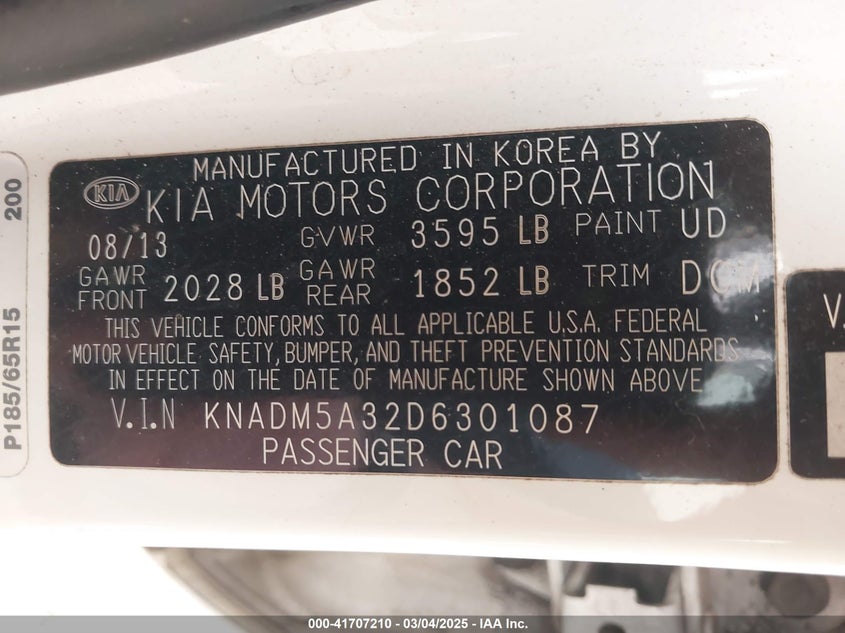 MANUFACTURED IN KOREA BY
KIA KIA MOTORS CORPORATION
08/13 GVWR 3595 LB PAINT UD
GAWR FRONT 2028 LB GAWR REAR 1852 LB TRIM DCM
THIS VEHICLE CONFORMS TO ALL APPLICABLE U.S.A. FEDERAL
MOTOR VEHICLE SAFETY, BUMPER, AND THEFT PREVENTION STANDARDS
IN EFFECT ON THE DATE OF MANUFACTURE SHOWN ABOVE
V.I.N KNADM5A32D6301087
PASSENGER CAR
P185/65R15 200
V.
000-41707210 - 03/04/2025 - IAA Inc.